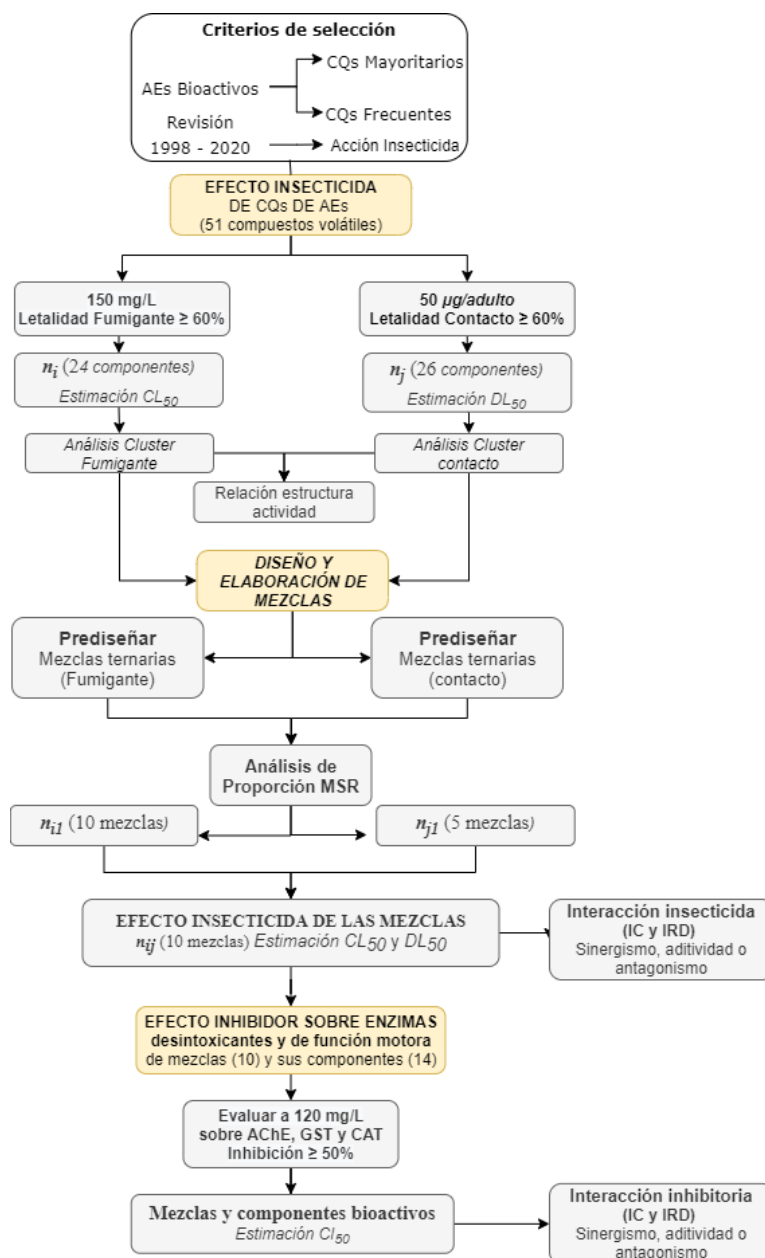 Criterios de selección
CQs Mayoritarios
AEs Bioactivos
CQs Frecuentes
Revisión
1998 - 2020
Acción Insecticida
EFECTO INSECTICIDA
DE CQs DE AEs
(51 compuestos volátiles)
150 mg/L
Letalidad Fumigante ≥ 60%
50 µg/adulto
Letalidad Contacto ≥ 60%
ni (24 componentes)
Estimación CL50
nj (26 componentes)
Estimación DL50
Análisis Cluster
Fumigante
Análisis Cluster
contacto
Relación estructura
actividad
DISEÑO Y
ELABORACIÓN DE
MEZCLAS
Prediseñar
Mezclas ternarias
(Fumigante)
Prediseñar
Mezclas ternarias
(contacto)
Análisis de
Proporción MSR
ni1 (10 mezclas)
nj1 (5 mezclas)
EFECTO INSECTICIDA DE LAS MEZCLAS
nij (10 mezclas) Estimación CL50 y DL50
Interacción insecticida
(IC y IRD)
Sinergismo, aditividad o
antagonismo
EFECTO INHIBIDOR SOBRE ENZIMAS
desintoxicantes y de función motora
de mezclas (10) y sus componentes (14)
Evaluar a 120 mg/L
sobre AChE, GST y CAT
Inhibición ≥ 50%
Mezclas y componentes bioactivos
Estimación CI50
Interacción inhibitoria
(IC y IRD)
Sinergismo, aditividad o
antagonismo